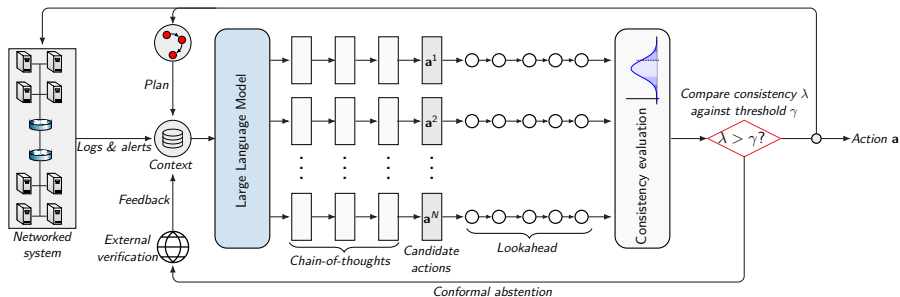 Plan
Logs & alerts
Context
Feedback
Networked
system
External
verification
Large Language Model
a¹
a²
aᴺ
Chain-of-thoughts
Candidate
actions
Lookahead
Consistency evaluation
Compare consistency λ
against threshold γ
λ > γ?
Action a
Conformal abstention